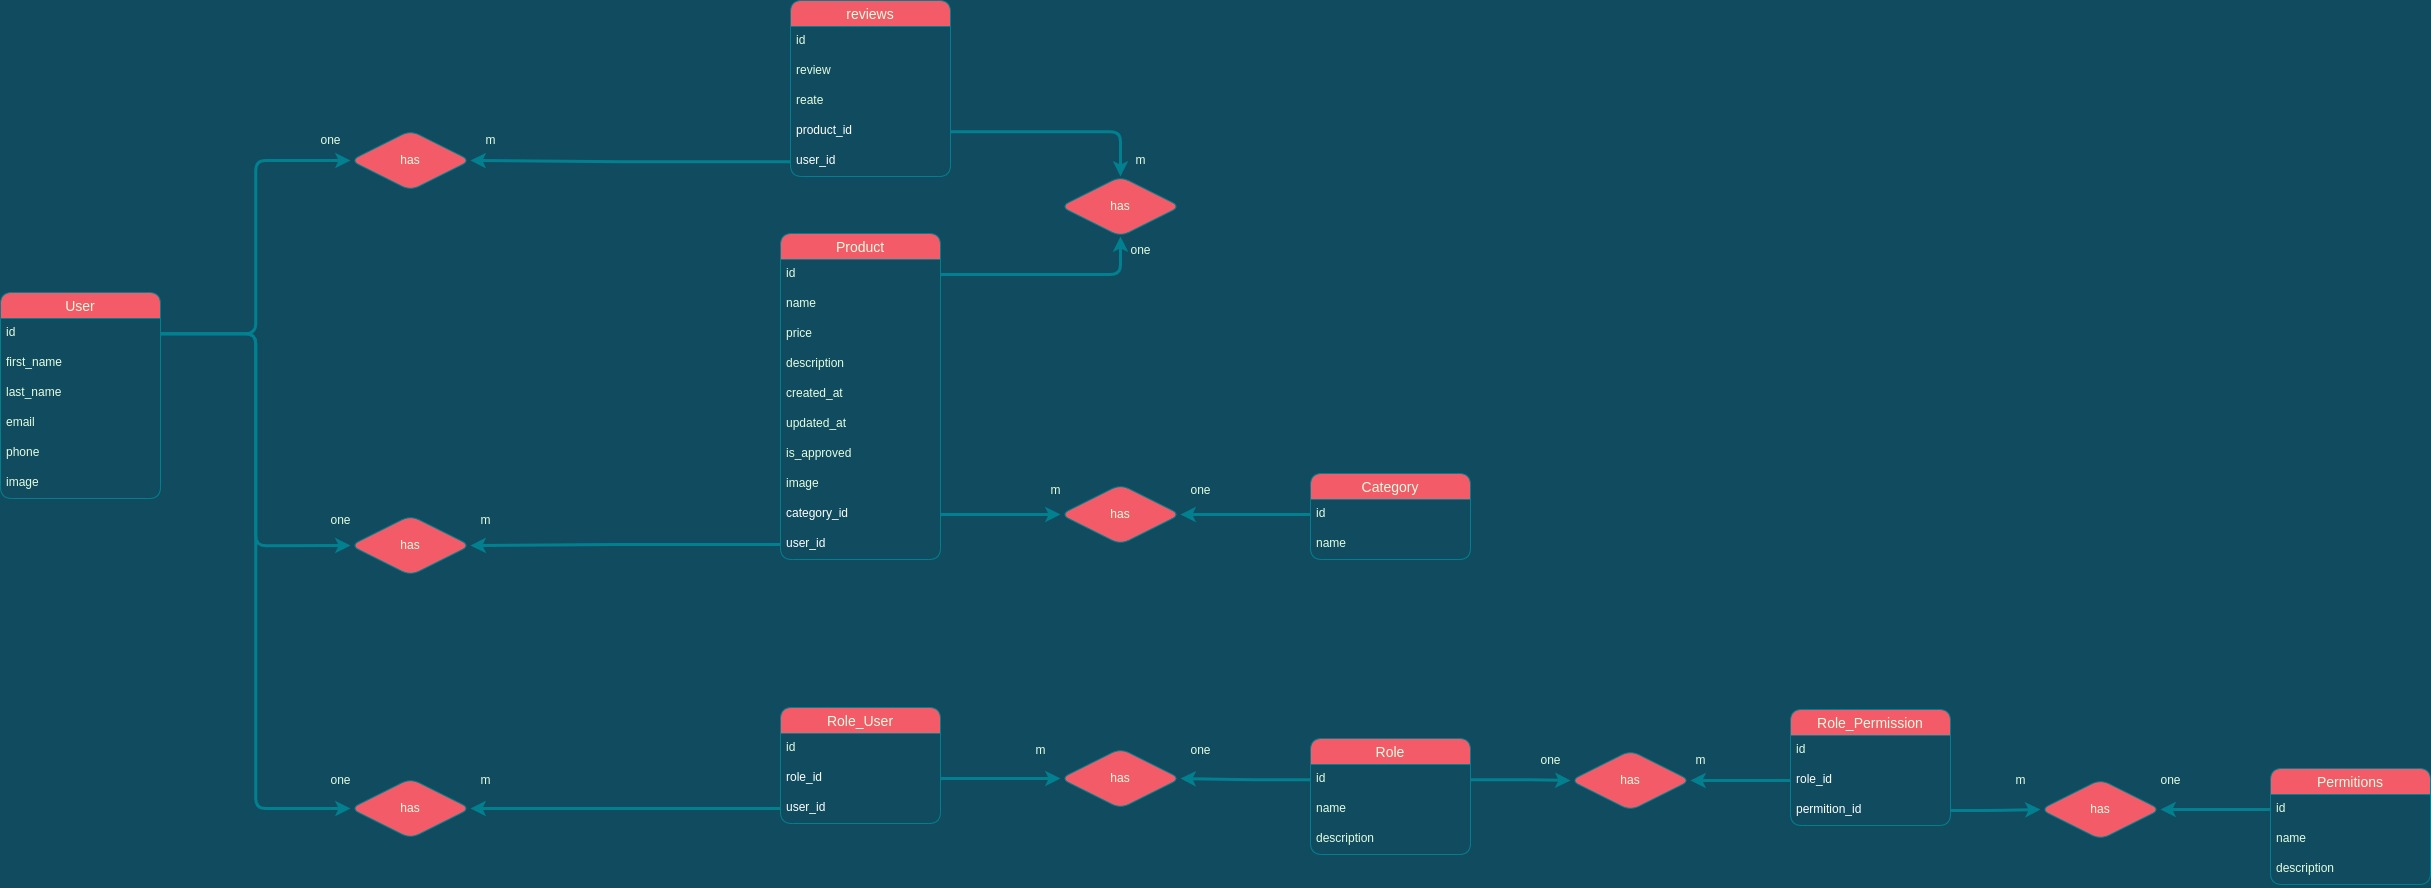 reviews
id
review
reate
product_id
user_id
one
has
m
m
has
one
Product
id
name
price
description
created_at
updated_at
is_approved
image
category_id
user_id
User
id
first_name
last_name
email
phone
image
one
has
m
m
has
one
Category
id
name
one
has
m
Role_User
id
role_id
user_id
m
has
one
Role
id
name
description
one
has
m
Role_Permission
id
role_id
permition_id
m
has
one
Permitions
id
name
description